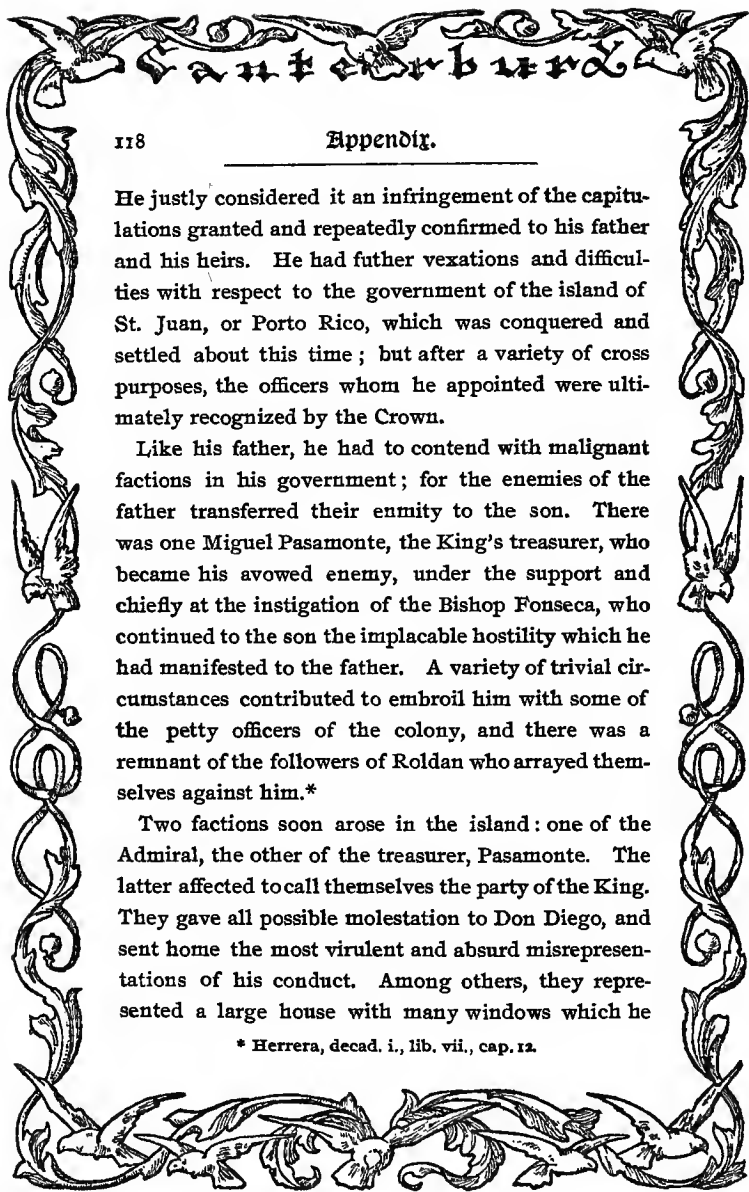 Canterbury
118 Appendix.
He justly considered it an infringement of the capitu-
lations granted and repeatedly confirmed to his father
and his heirs. He had futher vexations and difficul-
ties with respect to the government of the island of
St. Juan, or Porto Rico, which was conquered and
settled about this time ; but after a variety of cross
purposes, the officers whom he appointed were ulti-
mately recognized by the Crown.
Like his father, he had to contend with malignant
factions in his government ; for the enemies of the
father transferred their enmity to the son. There
was one Miguel Pasamonte, the King's treasurer, who
became his avowed enemy, under the support and
chiefly at the instigation of the Bishop Fonseca, who
continued to the son the implacable hostility which he
had manifested to the father. A variety of trivial cir-
cumstances contributed to embroil him with some of
the petty officers of the colony, and there was a
remnant of the followers of Roldan who arrayed them-
selves against him.*
Two factions soon arose in the island : one of the
Admiral, the other of the treasurer, Pasamonte. The
latter affected to call themselves the party of the King.
They gave all possible molestation to Don Diego, and
sent home the most virulent and absurd misrepresen-
tations of his conduct. Among others, they repre-
sented a large house with many windows which he
* Herrera, decad. i., lib. vii., cap. 12.